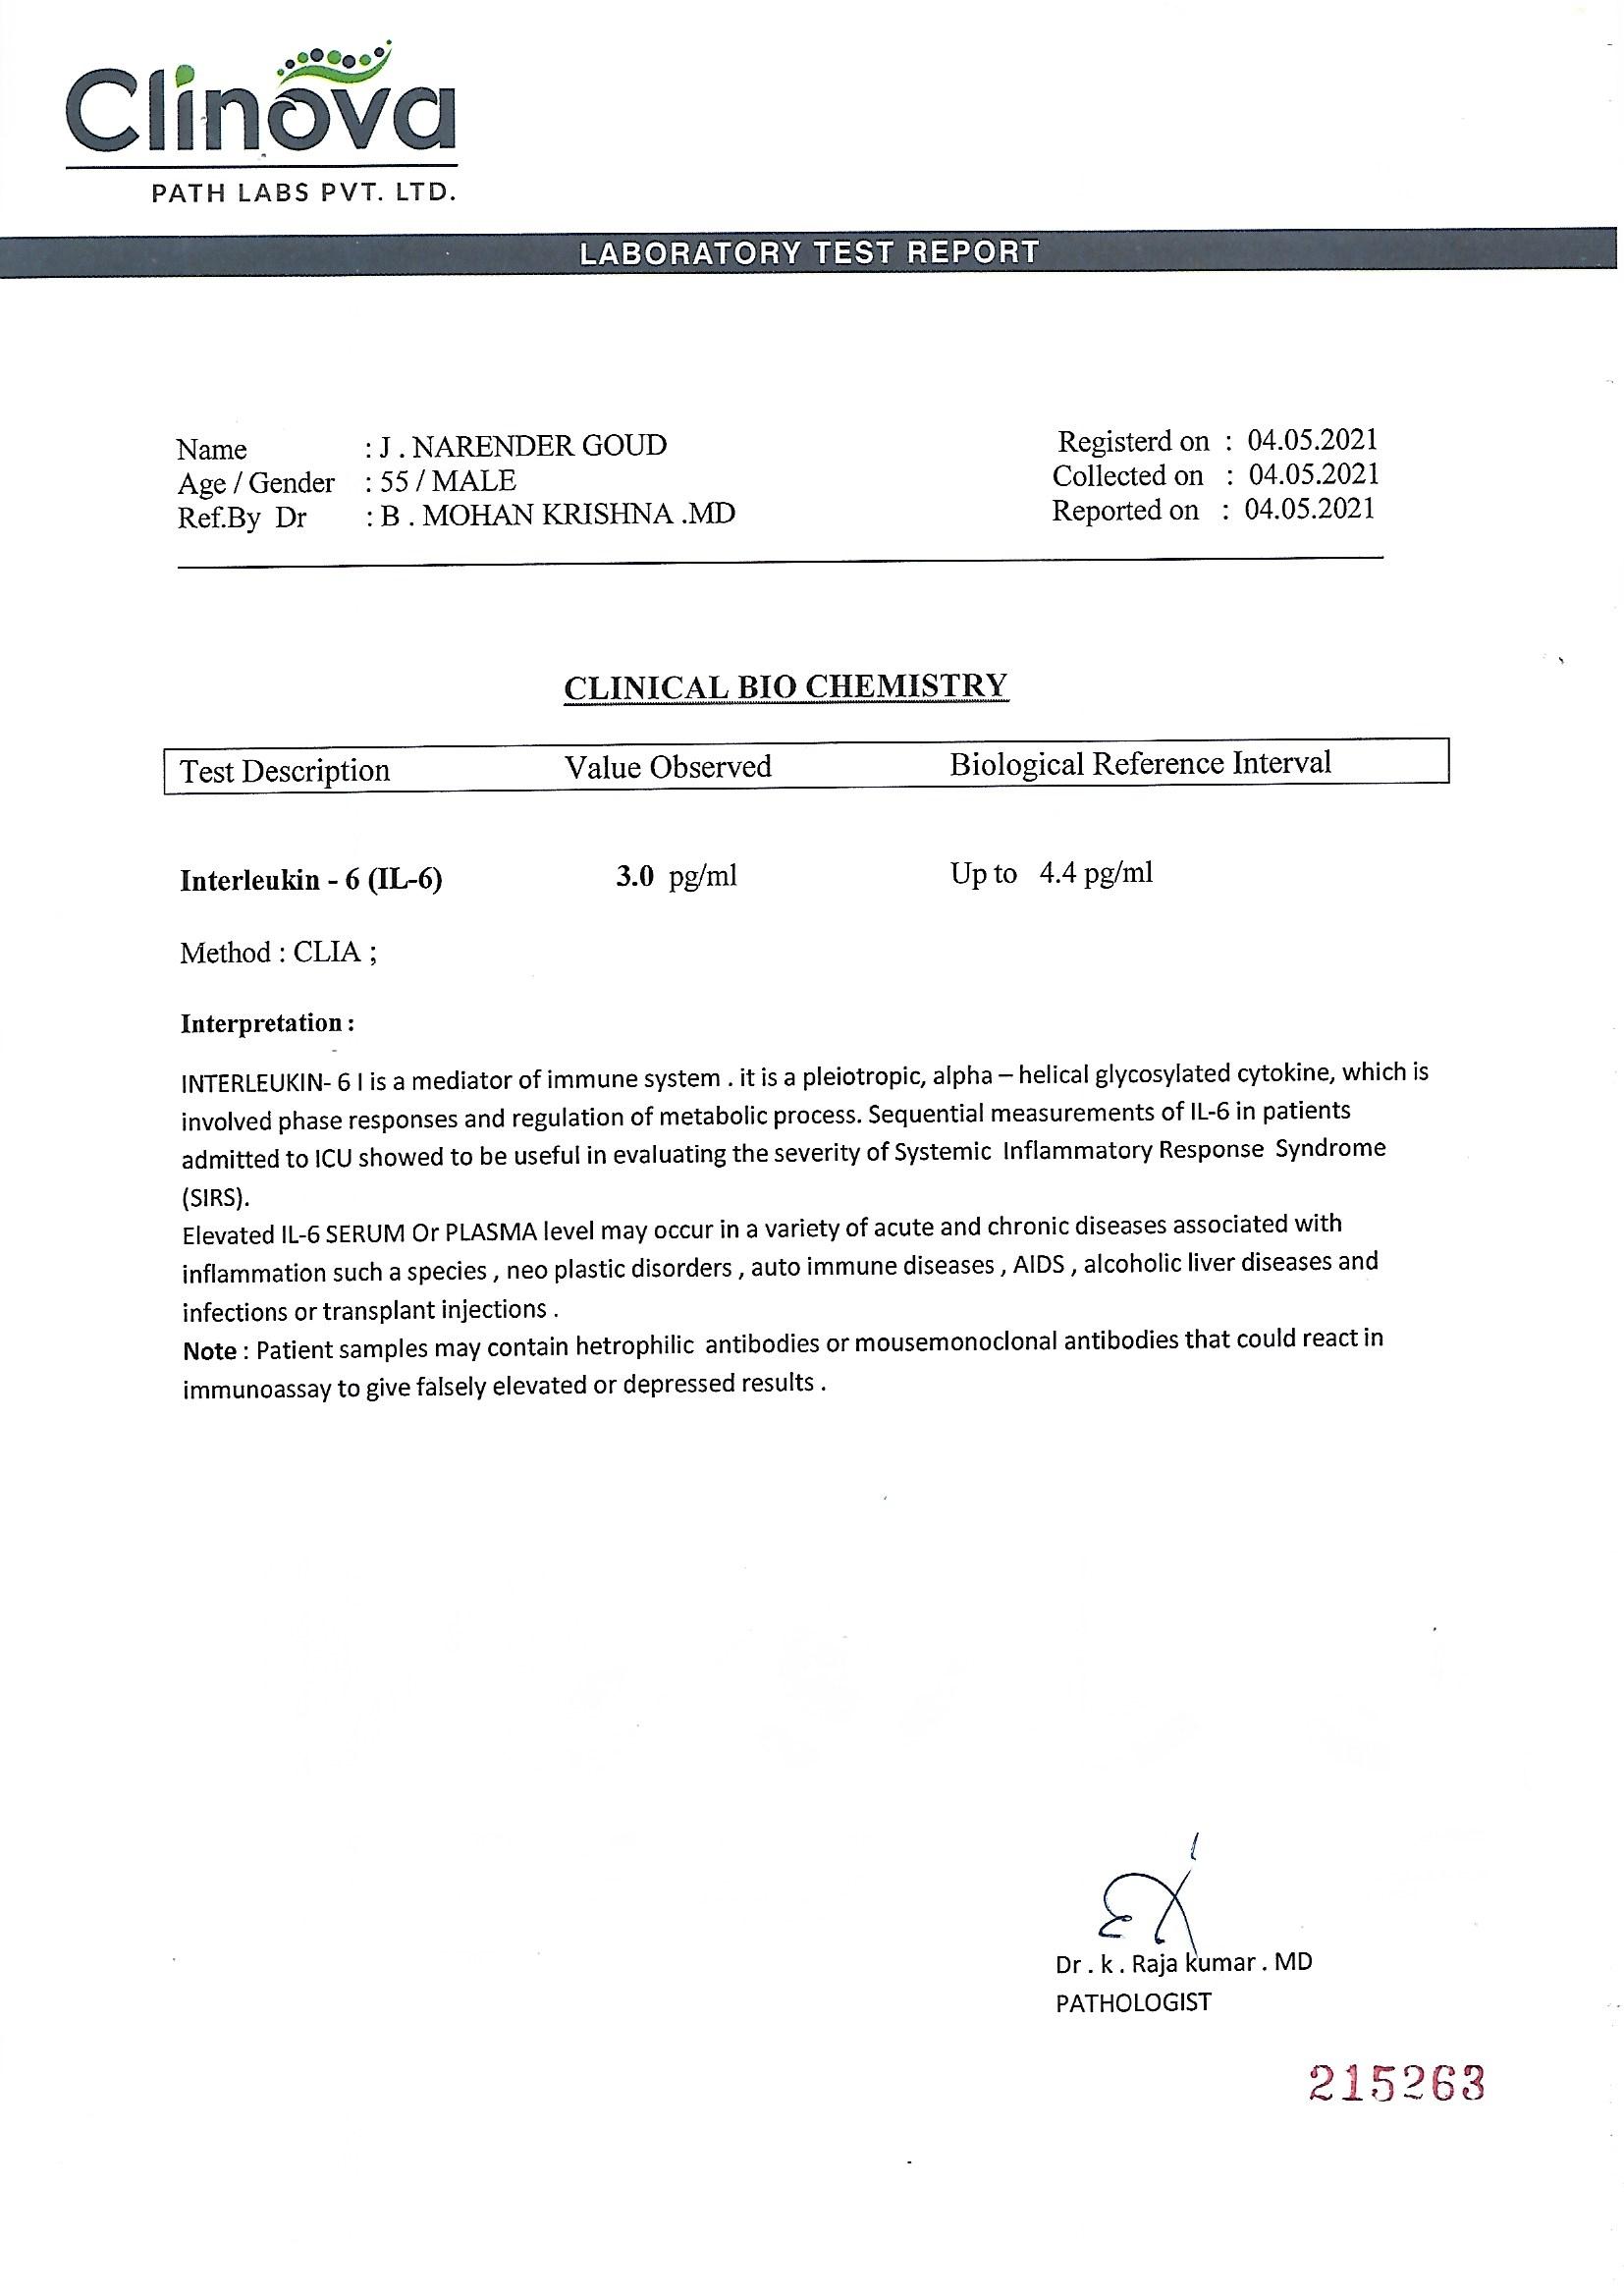 Clinova
PATH LABS PVT. LTD.
LABORATORY TEST REPORT
Name : J . NARENDER GOUD Registerd on : 04.05.2021
Age / Gender : 55 / MALE Collected on : 04.05.2021
Ref.By Dr : B . MOHAN KRISHNA .MD Reported on : 04.05.2021
CLINICAL BIO CHEMISTRY
Test Description Value Observed Biological Reference Interval
Interleukin - 6 (IL-6) 3.0 pg/ml Up to 4.4 pg/ml
Method : CLIA ;
Interpretation :
INTERLEUKIN- 6 I is a mediator of immune system . it is a pleiotropic, alpha – helical glycosylated cytokine, which is
involved phase responses and regulation of metabolic process. Sequential measurements of IL-6 in patients
admitted to ICU showed to be useful in evaluating the severity of Systemic Inflammatory Response Syndrome
(SIRS).
Elevated IL-6 SERUM Or PLASMA level may occur in a variety of acute and chronic diseases associated with
inflammation such a species , neo plastic disorders , auto immune diseases , AIDS , alcoholic liver diseases and
infections or transplant injections .
Note : Patient samples may contain hetrophilic antibodies or mousemonoclonal antibodies that could react in
immunoassay to give falsely elevated or depressed results .
Dr . k . Raja kumar . MD
PATHOLOGIST
215263